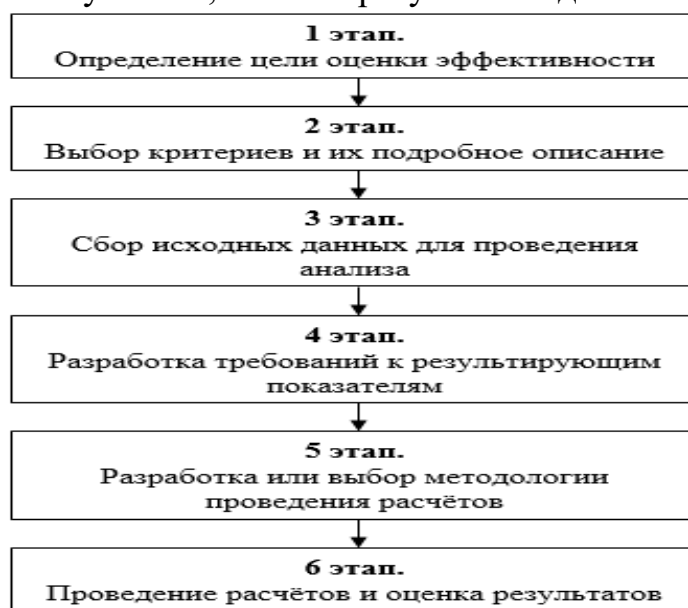 1 этап.
Определение цели оценки эффективности
2 этап.
Выбор критериев и их подробное описание
3 этап.
Сбор исходных данных для проведения
анализа
4 этап.
Разработка требований к результирующим
показателям
5 этап.
Разработка или выбор методологии
проведения расчётов
6 этап.
Проведение расчётов и оценка результатов